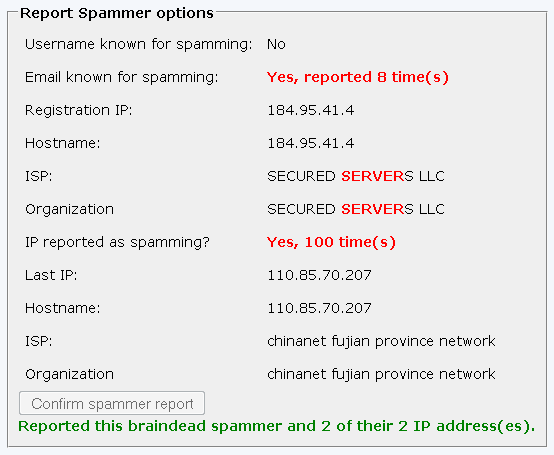 Report Spammer options
Username known for spamming: No
Email known for spamming: Yes, reported 8 time(s)
Registration IP: 184.95.41.4
Hostname: 184.95.41.4
ISP: SECURED SERVERS LLC
Organization SECURED SERVERS LLC
IP reported as spamming? Yes, 100 time(s)
Last IP: 110.85.70.207
Hostname: 110.85.70.207
ISP: chinanet fujian province network
Organization chinanet fujian province network
Confirm spammer report
Reported this braindead spammer and 2 of their 2 IP address(es).